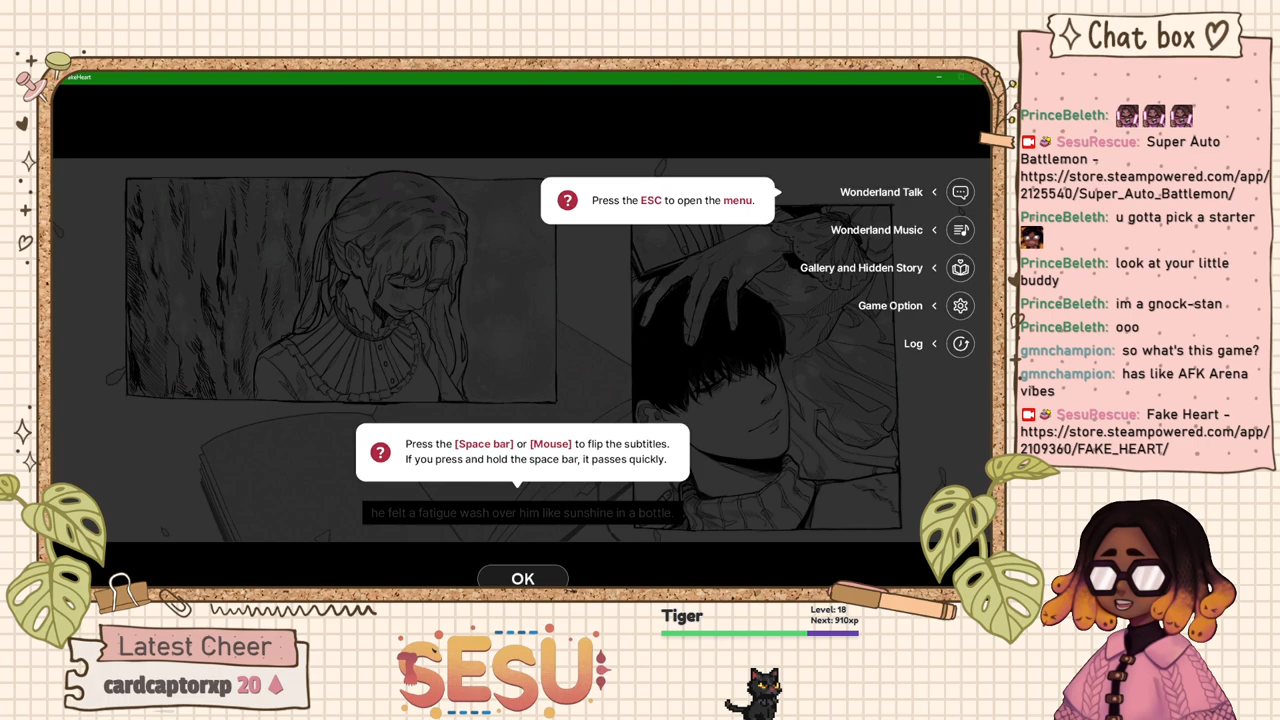 Chat box
akeHeart
PrinceBeleth:
SesuRescue: Super Auto
Battlemon -
https://store.steampowered.com/app/
2125540/Super_Auto_Battlemon/
PrinceBeleth: u gotta pick a starter
PrinceBeleth: look at your little
buddy
PrinceBeleth: im a gnock-stan
PrinceBeleth: ooo
gmnchampion: so what's this game?
gmnchampion: has like AFK Arena
vibes
SesuRescue: Fake Heart -
https://store.steampowered.com/app/
2109360/FAKE_HEART/
Press the ESC to open the menu.
Wonderland Talk
Wonderland Music
Gallery and Hidden Story
Game Option
Log
Press the [Space bar] or [Mouse] to flip the subtitles.
If you press and hold the space bar, it passes quickly.
he felt a fatigue wash over him like sunshine in a bottle.
OK
Latest Cheer
cardcaptorxp 20
SESU
Tiger
Level: 18
Next: 910xp